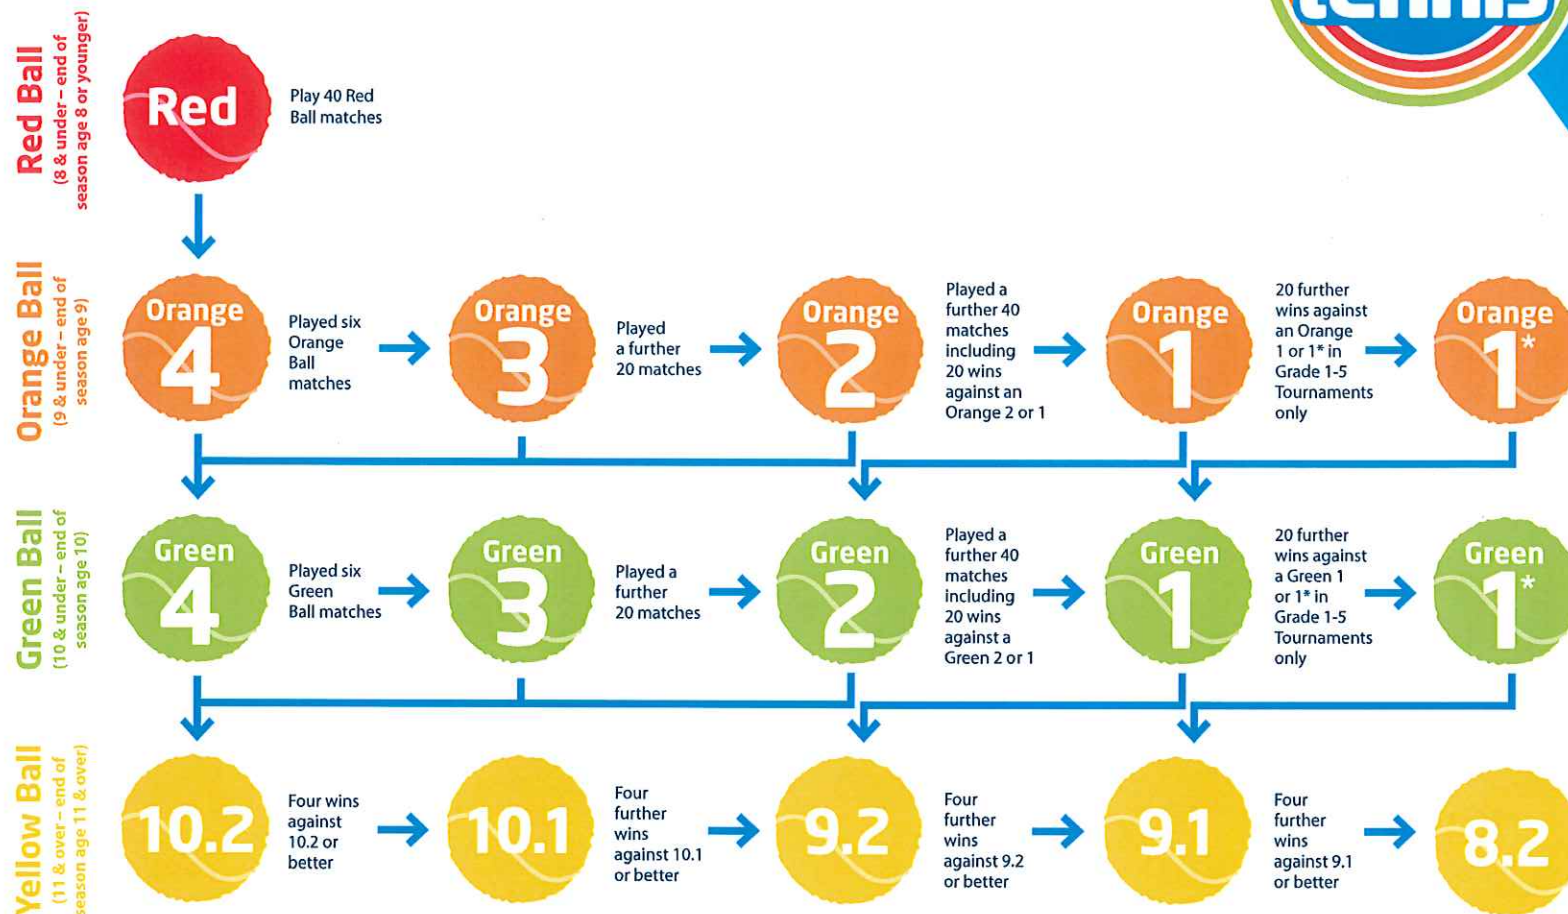 tennis
Red Ball
(8 & under – end of
season age 8 or younger)
Red
Play 40 Red
Ball matches
Orange Ball
(9 & under – end of
season age 9)
Orange
4
Played six
Orange
Ball
matches
Orange
3
Played
a further
20 matches
Orange
2
Played a
further 40
matches
including
20 wins
against an
Orange 2 or 1
Orange
1
20 further
wins against
an Orange
1 or 1* in
Grade 1-5
Tournaments
only
Orange
1*
Green Ball
(10 & under – end of
season age 10)
Green
4
Played six
Green
Ball matches
Green
3
Played a
further
20 matches
Green
2
Played a
further 40
matches
including
20 wins
against a
Green 2 or 1
Green
1
20 further
wins against
a Green 1
or 1* in
Grade 1-5
Tournaments
only
Green
1*
Yellow Ball
(11 & over – end of
season age 11 & over)
10.2
Four wins
against
10.2 or
better
10.1
Four
further
wins
against 10.1
or better
9.2
Four
further
wins
against 9.2
or better
9.1
Four
further
wins
against 9.1
or better
8.2